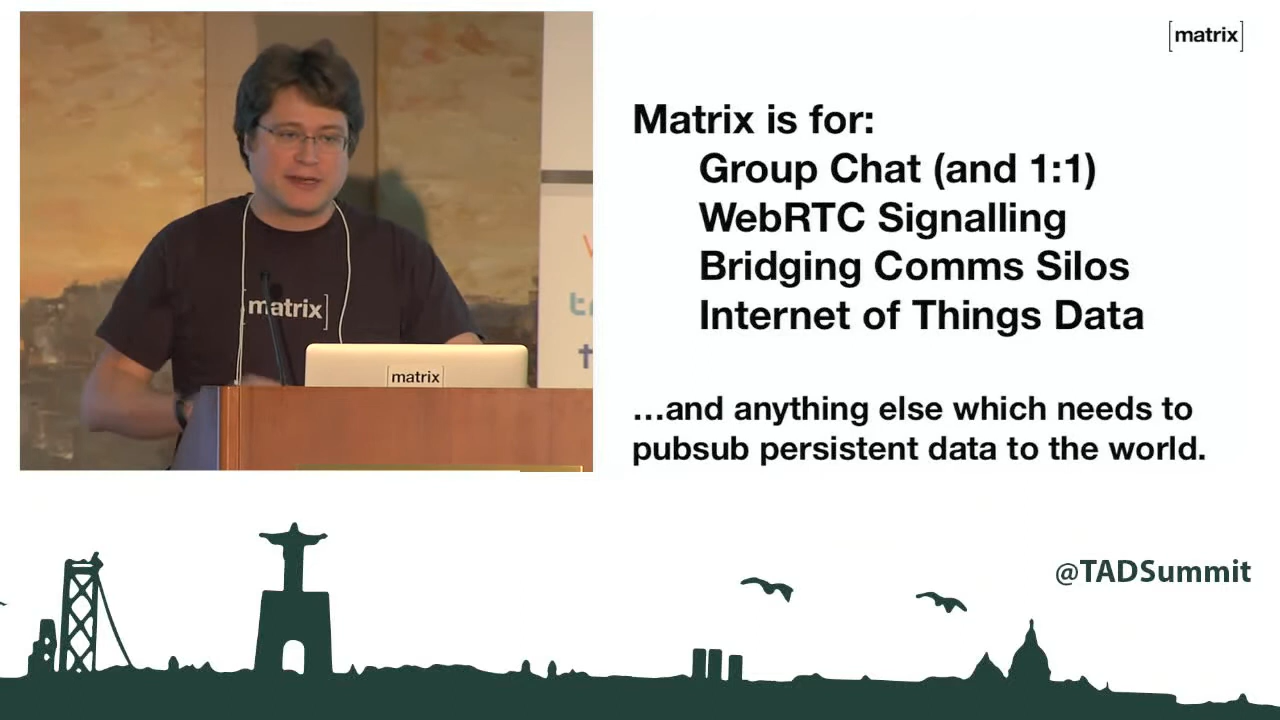 [matrix]
Matrix is for:
Group Chat (and 1:1)
WebRTC Signalling
Bridging Comms Silos
Internet of Things Data
…and anything else which needs to
pubsub persistent data to the world.
[matrix]
[matrix]
@TADSummit